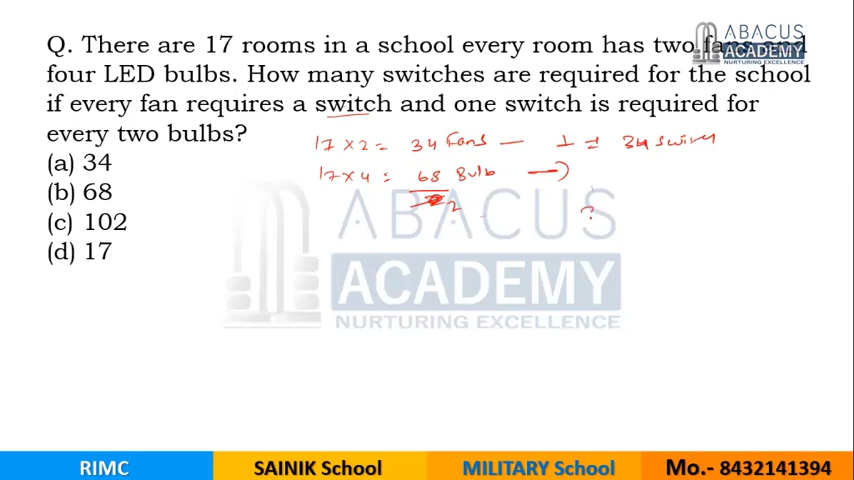 Q. There are 17 rooms in a school every room has two fans and
four LED bulbs. How many switches are required for the school
if every fan requires a switch and one switch is required for
every two bulbs?
17 × 2 = 34 Fans — 1 = 34
(a) 34
17 × 4 = 68 Bulb →
(b) 68
2
?
(c) 102
(d) 17
ABACUS
ACADEMY
NURTURING EXCELLENCE
ABACUS
ACADEMY
NURTURING EXCELLENCE
RIMC
SAINIK School
MILITARY School
Mo.- 8432141394